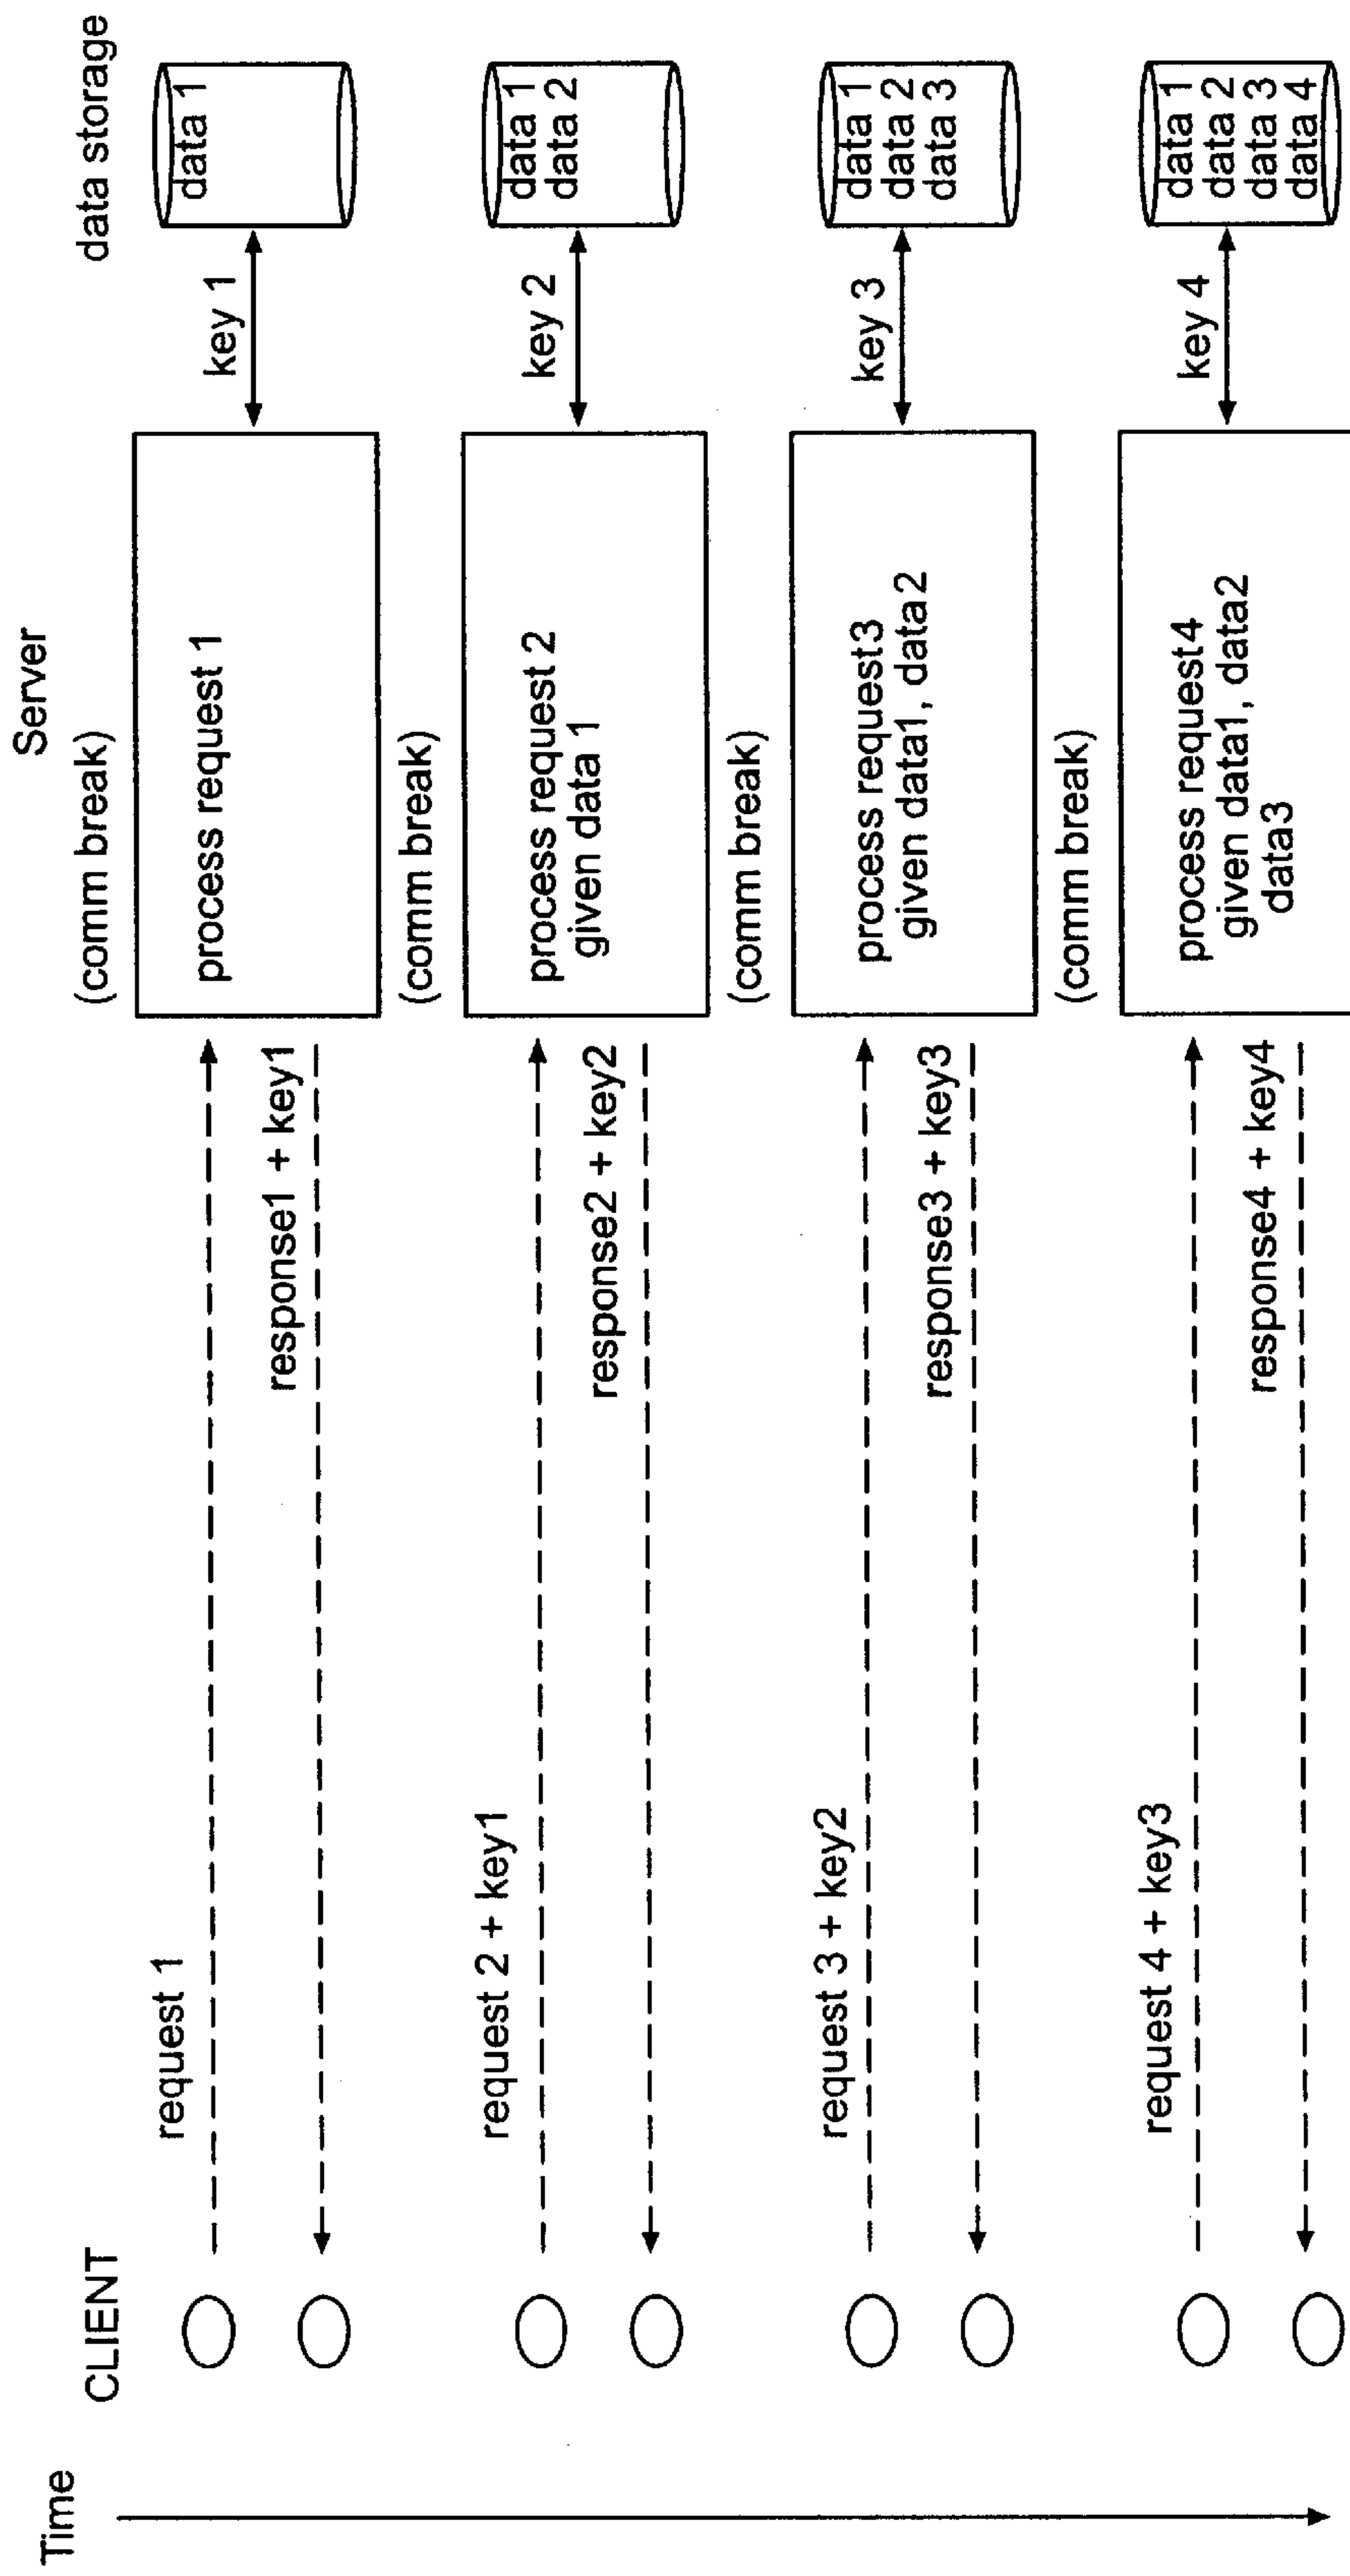 Time
CLIENT
Server
data storage
(comm break)
request 1
process request 1
key 1
data 1
response1 + key1
(comm break)
request 2 + key1
process request 2
given data 1
key 2
data 1
data 2
response2 + key2
(comm break)
request 3 + key2
process request3
given data1, data2
key 3
data 1
data 2
data 3
response3 + key3
(comm break)
request 4 + key3
process request4
given data1, data2
data3
key 4
data 1
data 2
data 3
data 4
response4 + key4